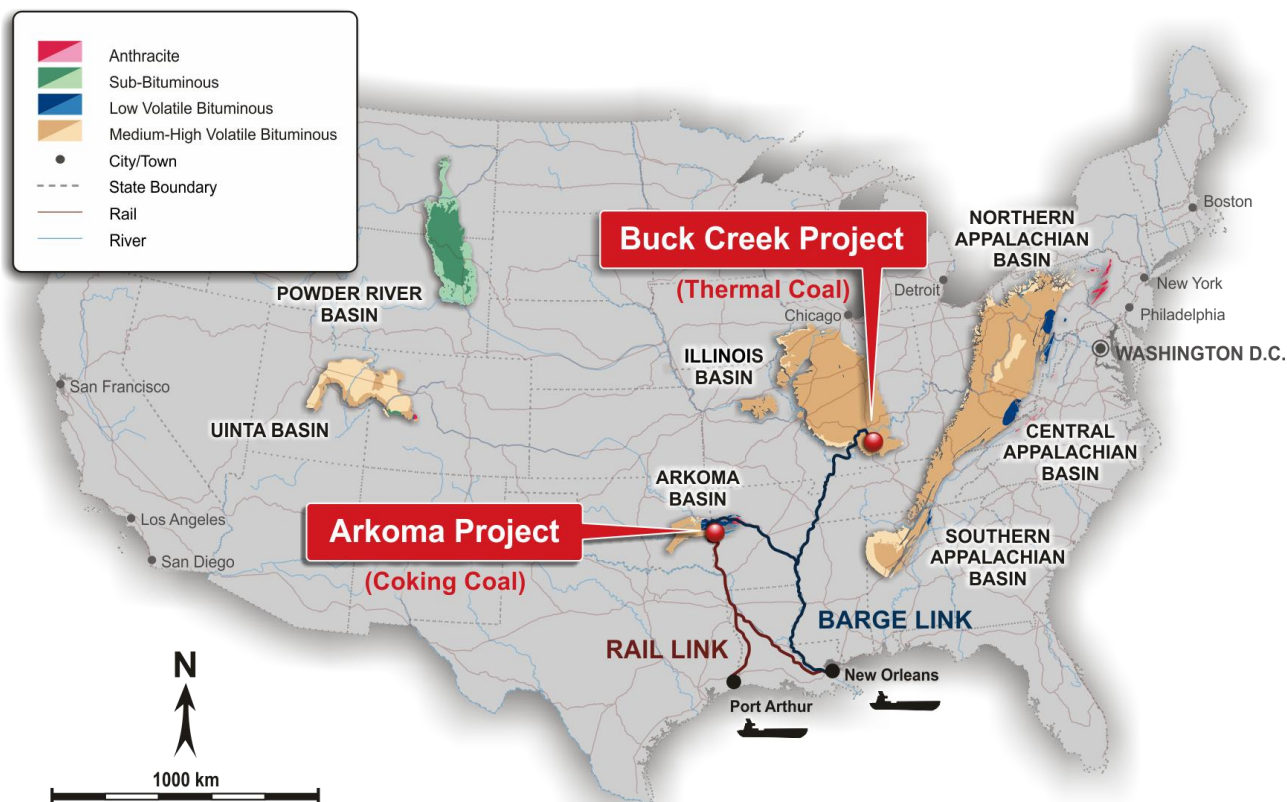 Anthracite
Sub-Bituminous
Low Volatile Bituminous
Medium-High Volatile Bituminous
City/Town
State Boundary
Rail
River
POWDER RIVER
BASIN
UINTA BASIN
San Francisco
Los Angeles
San Diego
Buck Creek Project
(Thermal Coal)
Chicago
Detroit
ILLINOIS
BASIN
NORTHERN
APPALACHIAN
BASIN
Boston
New York
Philadelphia
WASHINGTON D.C.
CENTRAL
APPALACHIAN
BASIN
SOUTHERN
APPALACHIAN
BASIN
ARKOMA
BASIN
Arkoma Project
(Coking Coal)
BARGE LINK
RAIL LINK
New Orleans
Port Arthur
N
1000 km